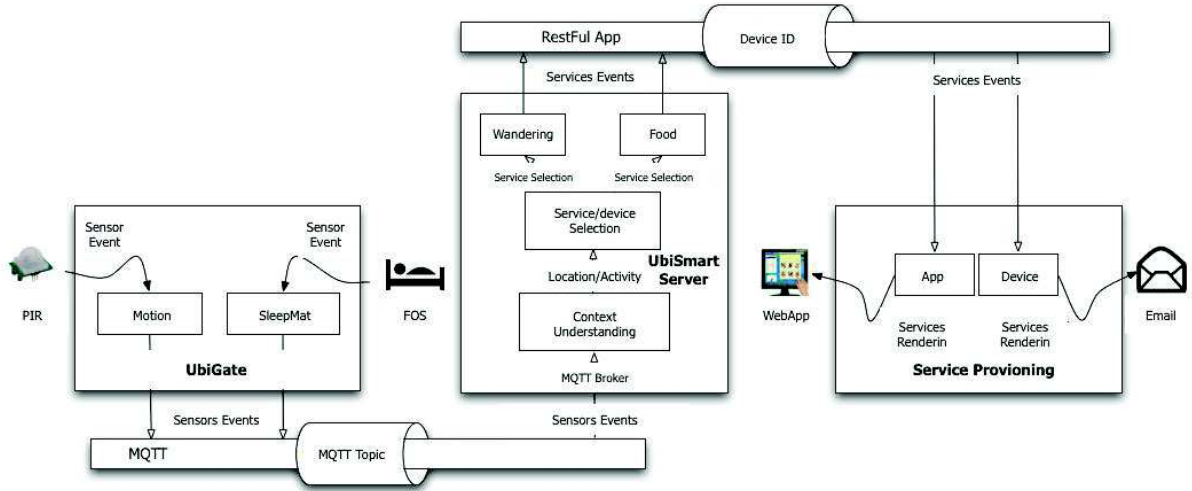 RestFul App
Device ID
Services Events
Services Events
Wandering
Food
Service Selection
Service Selection
Service/device
Selection
UbiSmart
Server
Location/Activity
Context
Understanding
MQTT Broker
Sensors Events
Sensor
Event
Sensor
Event
PIR
Motion
SleepMat
FOS
UbiGate
Sensors Events
MQTT
MQTT Topic
WebApp
App
Device
Email
Services
Renderin
Services
Renderin
Service Provioning